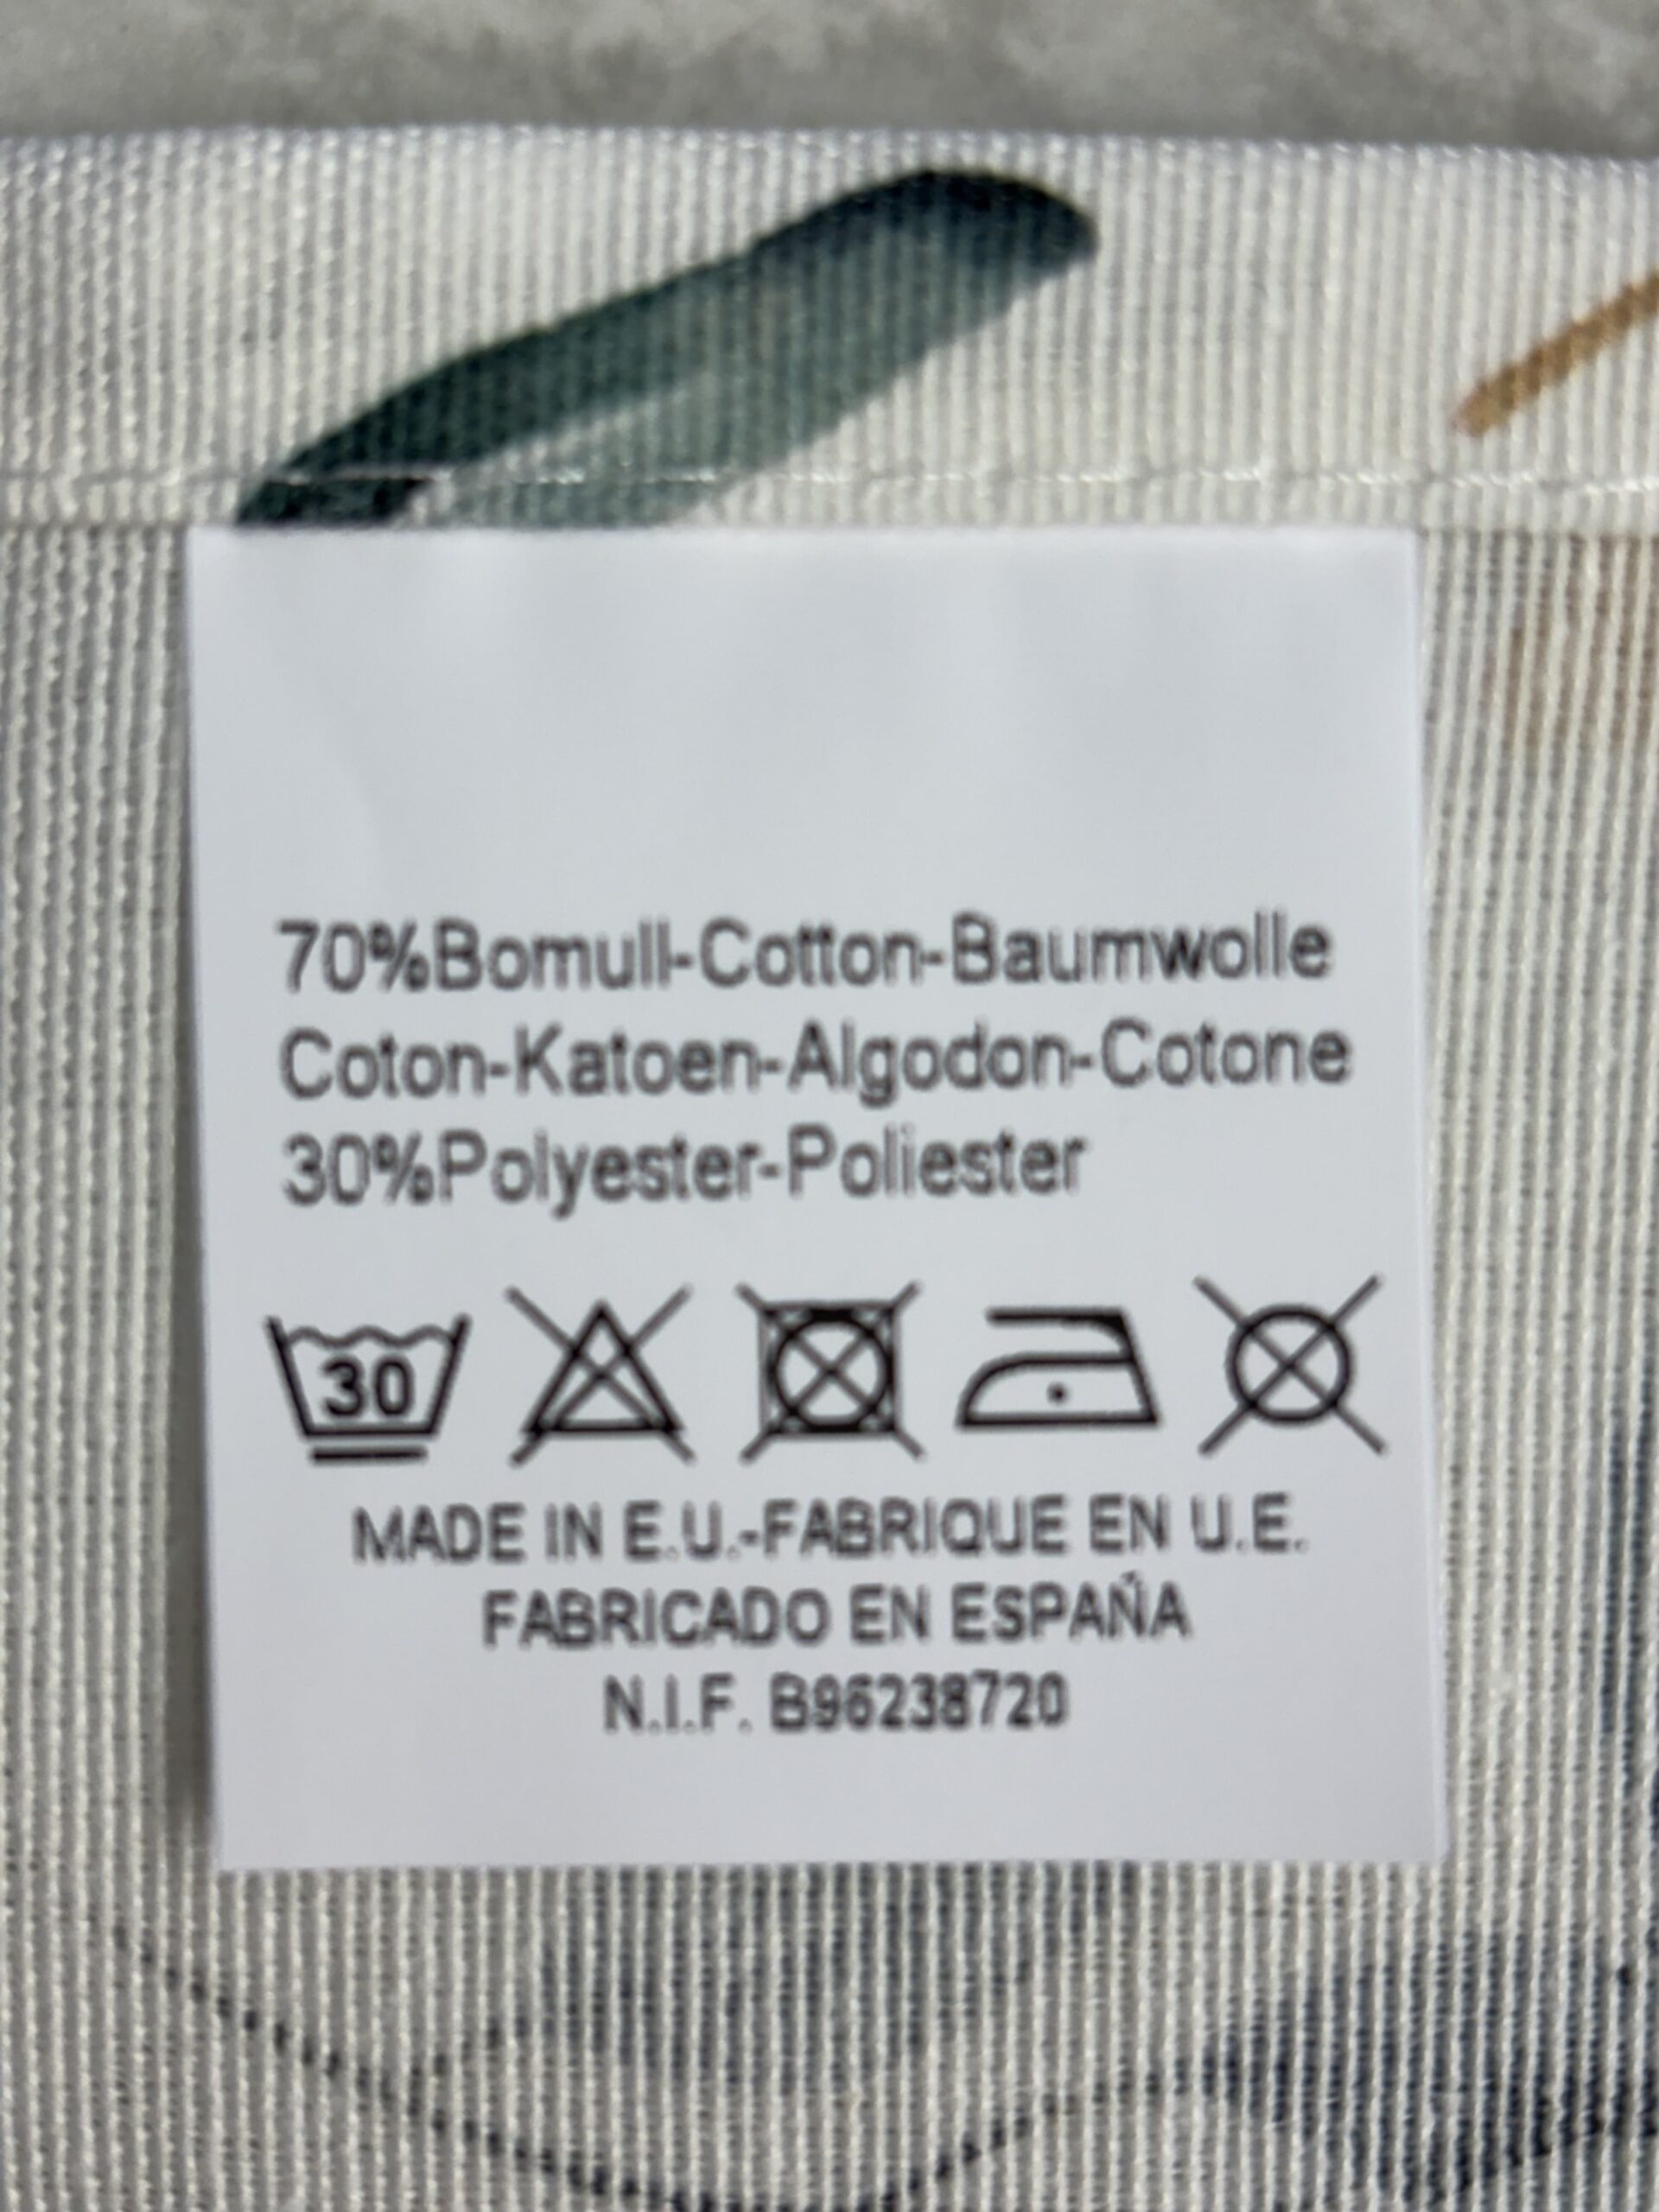 70%Bomull-Cotton-Baumwolle
Coton-Katoen-Algodon-Cotone
30%Polyester-Poliester
30
MADE IN E.U.-FABRIQUE EN U.E.
FABRICADO EN ESPAÑA
N.I.F. B96238720